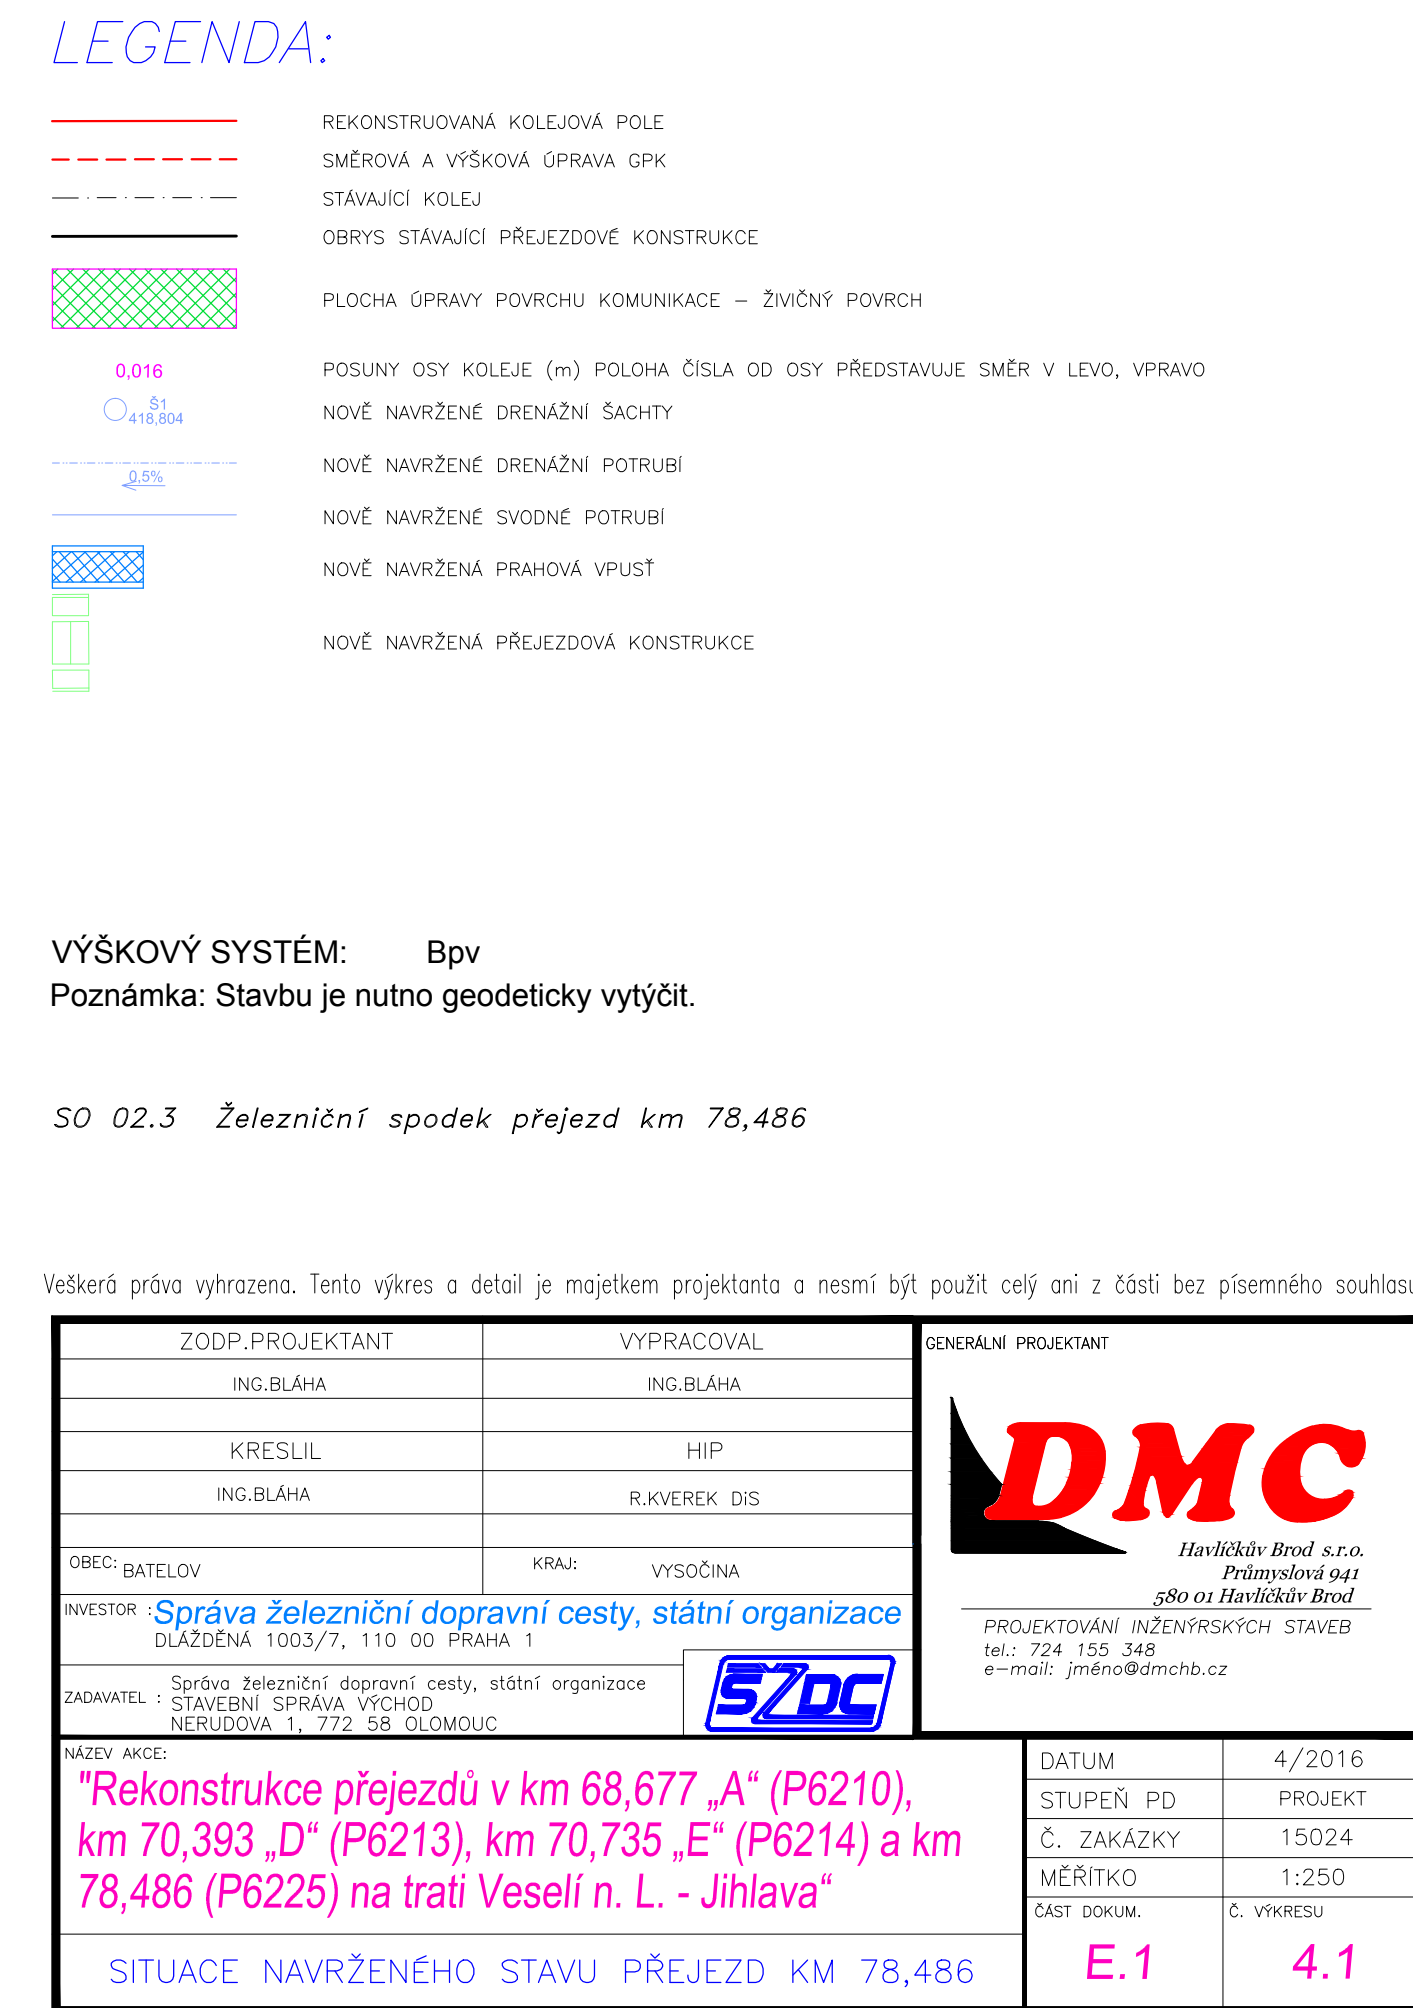 LEGENDA:
REKONSTRUOVANÁ KOLEJOVÁ POLE
SMĚROVÁ A VÝŠKOVÁ ÚPRAVA GPK
STÁVAJÍCÍ KOLEJ
OBRYS STÁVAJÍCÍ PŘEJEZDOVÉ KONSTRUKCE
PLOCHA ÚPRAVY POVRCHU KOMUNIKACE – ŽIVIČNÝ POVRCH
0,016 POSUNY OSY KOLEJE (m) POLOHA ČÍSLA OD OSY PŘEDSTAVUJE SMĚR V LEVO, VPRAVO
Š1
418,804
NOVĚ NAVRŽENÉ DRENÁŽNÍ ŠACHTY
NOVĚ NAVRŽENÉ DRENÁŽNÍ POTRUBÍ
0,5%
NOVĚ NAVRŽENÉ SVODNÉ POTRUBÍ
NOVĚ NAVRŽENÁ PRAHOVÁ VPUSŤ
NOVĚ NAVRŽENÁ PŘEJEZDOVÁ KONSTRUKCE
VÝŠKOVÝ SYSTÉM: Bpv
Poznámka: Stavbu je nutno geodeticky vytýčit.
SO 02.3 Železniční spodek přejezd km 78,486
Veškerá práva vyhrazena. Tento výkres a detail je majetkem projektanta a nesmí být použit celý ani z části bez písemného souhlasu
ZODP.PROJEKTANT VYPRACOVAL
ING.BLÁHA ING.BLÁHA
KRESLIL HIP
ING.BLÁHA R.KVEREK DiS
OBEC: BATELOV KRAJ: VYSOČINA
INVESTOR : Správa železniční dopravní cesty, státní organizace
DLÁŽDĚNÁ 1003/7, 110 00 PRAHA 1
ZADAVATEL : Správa železniční dopravní cesty, státní organizace
STAVEBNÍ SPRÁVA VÝCHOD
NERUDOVA 1, 772 58 OLOMOUC
SŽDC
GENERÁLNÍ PROJEKTANT
DMC
Havlíčkův Brod s.r.o.
Průmyslová 941
580 01 Havlíčkův Brod
PROJEKTOVÁNÍ INŽENÝRSKÝCH STAVEB
tel.: 724 155 348
e-mail: jméno@dmchb.cz
NÁZEV AKCE:
"Rekonstrukce přejezdů v km 68,677 „A“ (P6210),
km 70,393 „D“ (P6213), km 70,735 „E“ (P6214) a km
78,486 (P6225) na trati Veselí n. L. - Jihlava“
SITUACE NAVRŽENÉHO STAVU PŘEJEZD KM 78,486
DATUM 4/2016
STUPEŇ PD PROJEKT
Č. ZAKÁZKY 15024
MĚŘÍTKO 1:250
ČÁST DOKUM. Č. VÝKRESU
E.1 4.1